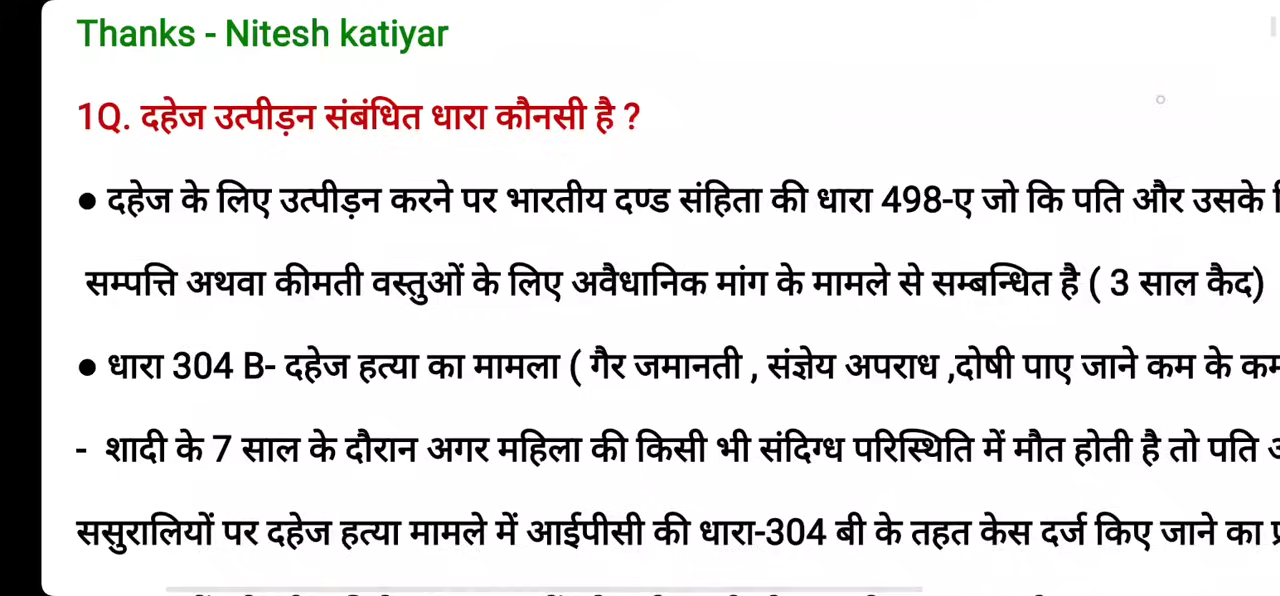 Thanks - Nitesh katiyar
1Q. दहेज उत्पीड़न संबंधित धारा कौनसी है ?
● दहेज के लिए उत्पीड़न करने पर भारतीय दण्ड संहिता की धारा 498-ए जो कि पति और उसके
सम्पत्ति अथवा कीमती वस्तुओं के लिए अवैधानिक मांग के मामले से सम्बन्धित है ( 3 साल कैद)
● धारा 304 B- दहेज हत्या का मामला ( गैर जमानती , संज्ञेय अपराध ,दोषी पाए जाने कम के
- शादी के 7 साल के दौरान अगर महिला की किसी भी संदिग्ध परिस्थिति में मौत होती है तो पति
ससुरालियों पर दहेज हत्या मामले में आईपीसी की धारा-304 बी के तहत केस दर्ज किए जाने का